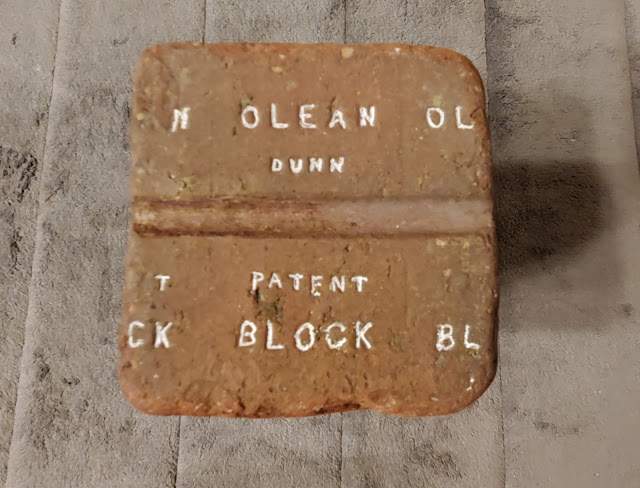 N OLEAN OL
DUNN
T PATENT
CK BLOCK BL